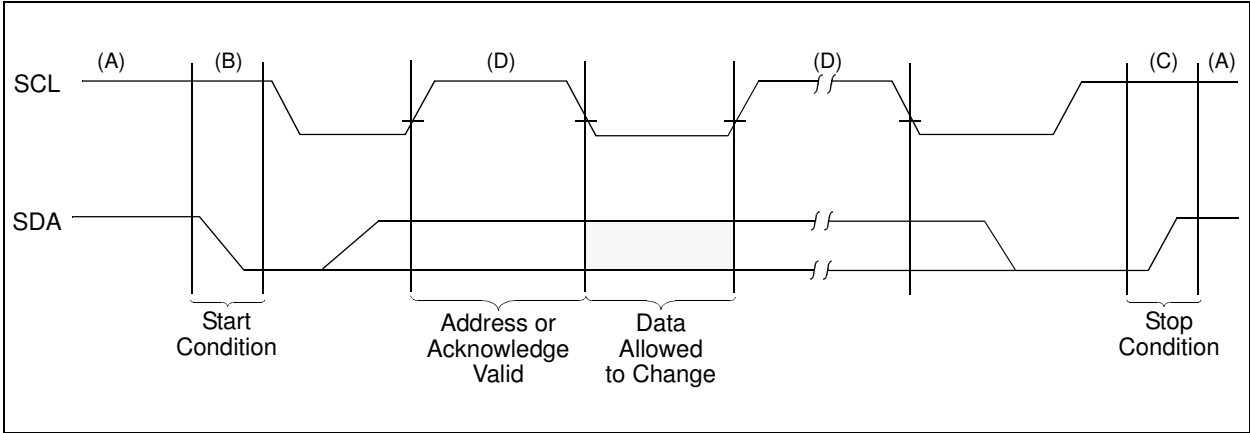 (A) (B) (D) (D) (C) (A)
SCL
SDA
Start
Condition
Address or
Acknowledge
Valid
Data
Allowed
to Change
Stop
Condition